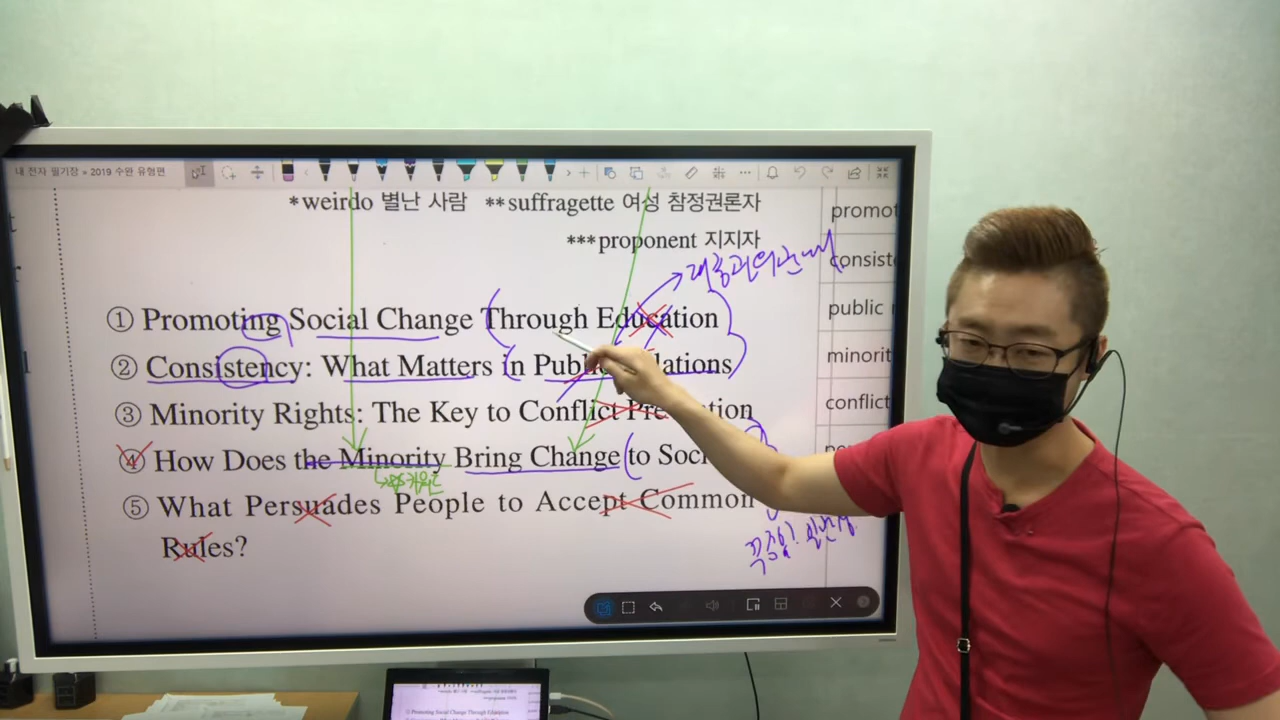 내 전자 필기장 » 2019 수완 유형편
*weirdo 별난 사람 **suffragette 여성 참정권론자
***proponent 지지자
① Promoting Social Change Through Education
② Consistency: What Matters in Public Relations
③ Minority Rights: The Key to Conflict Prevention
④ How Does the Minority Bring Change to Soci
⑤ What Persuades People to Accept Common
Rules?
promot
consiste
public
minorit
conflict